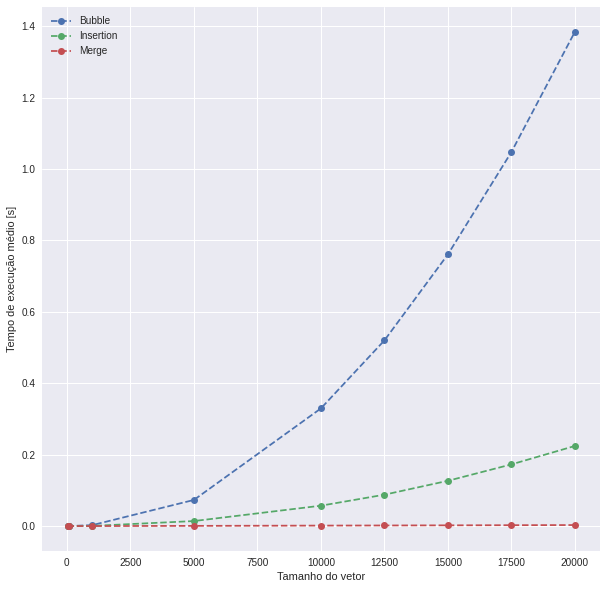 Bubble
Insertion
Merge
1.4
1.2
1.0
0.8
0.6
0.4
0.2
0.0
Tempo de execução médio [s]
0 2500 5000 7500 10000 12500 15000 17500 20000
Tamanho do vetor